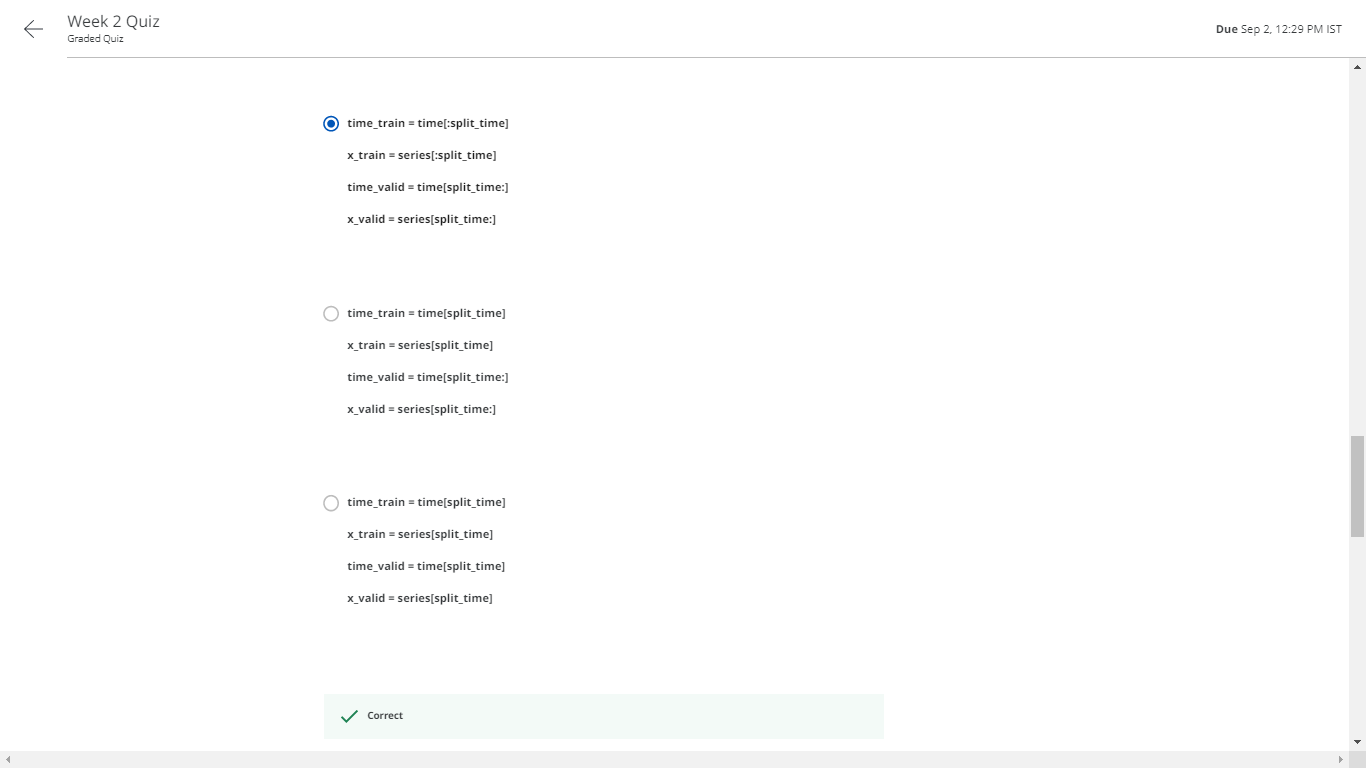 Week 2 Quiz
Graded Quiz
Due Sep 2, 12:29 PM IST
time_train = time[:split_time]
x_train = series[:split_time]
time_valid = time[split_time:]
x_valid = series[split_time:]
time_train = time[split_time]
x_train = series[split_time]
time_valid = time[split_time:]
x_valid = series[split_time:]
time_train = time[split_time]
x_train = series[split_time]
time_valid = time[split_time]
x_valid = series[split_time]
Correct